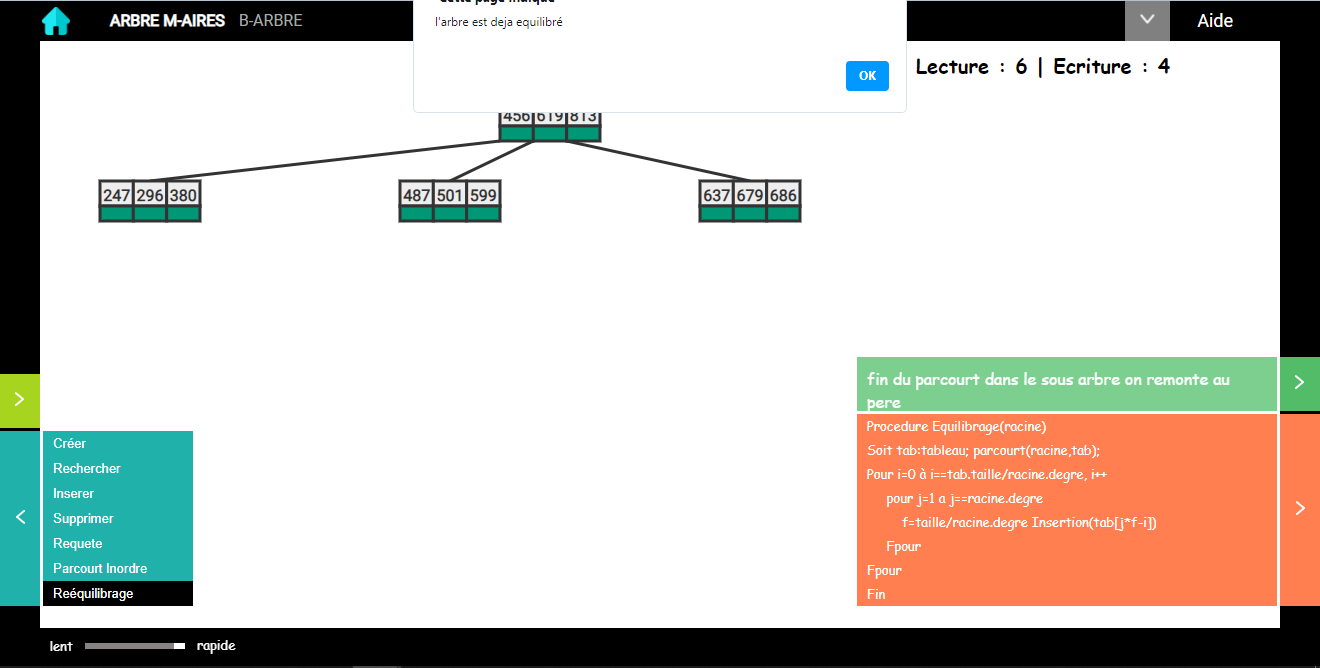 ARBRE M-AIRES B-ARBRE
Cette page indique
l'arbre est deja equilibré
OK
Aide
Lecture : 6 | Ecriture : 4
456 619 813
247 296 380
487 501 599
637 679 686
fin du parcourt dans le sous arbre on remonte au
pere
Procedure Equilibrage(racine)
Soit tab:tableau; parcourt(racine,tab);
Pour i=0 à i==tab.taille/racine.degre, i++
pour j=1 a j==racine.degre
f=taille/racine.degre Insertion(tab[j*f-i])
Fpour
Fpour
Fin
Créer
Rechercher
Inserer
Supprimer
Requete
Parcourt Inordre
Reéquilibrage
lent
rapide